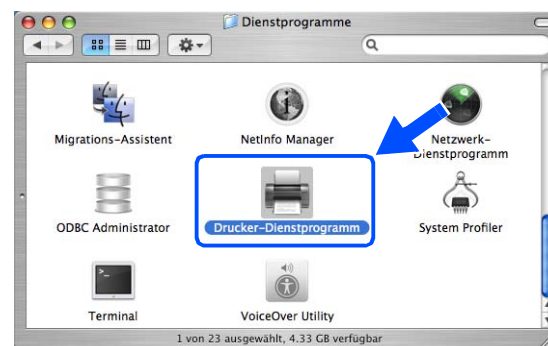 Dienstprogramme
Migrations-Assistent
NetInfo Manager
Netzwerk-
Dienstprogramm
ODBC Administrator
Drucker-Dienstprogramm
System Profiler
>_
Terminal
VoiceOver Utility
1 von 23 ausgewählt, 4.33 GB verfügbar